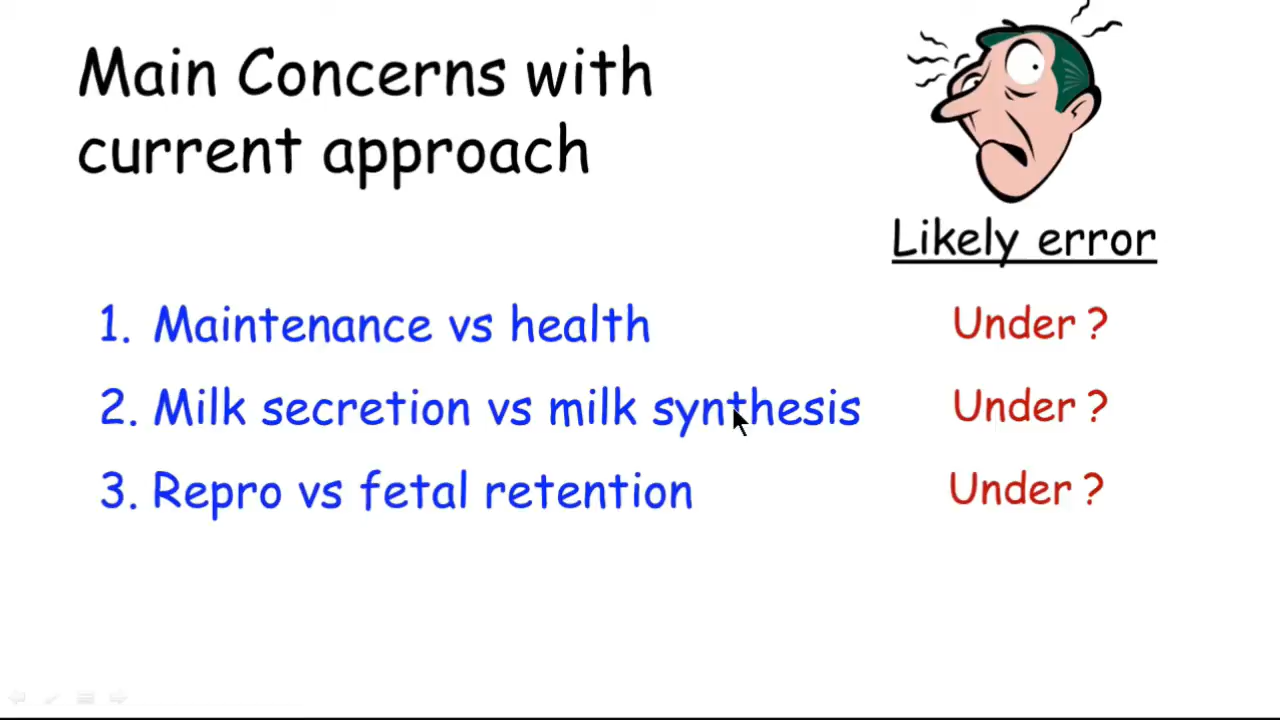 Main Concerns with
current approach
Likely error
1. Maintenance vs health Under ?
2. Milk secretion vs milk synthesis Under ?
3. Repro vs fetal retention Under ?